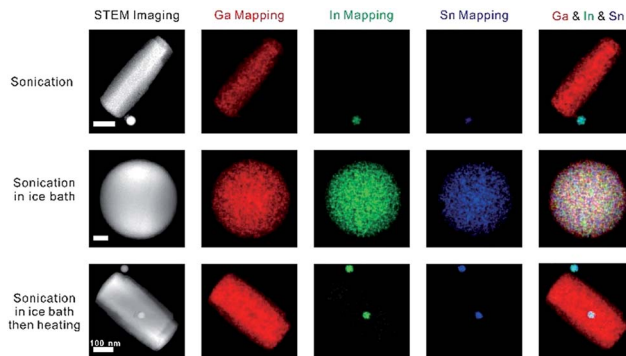 STEM Imaging Ga Mapping In Mapping Sn Mapping Ga & In & Sn
Sonication
Sonication
in ice bath
Sonication
in ice bath
then heating
100 nm